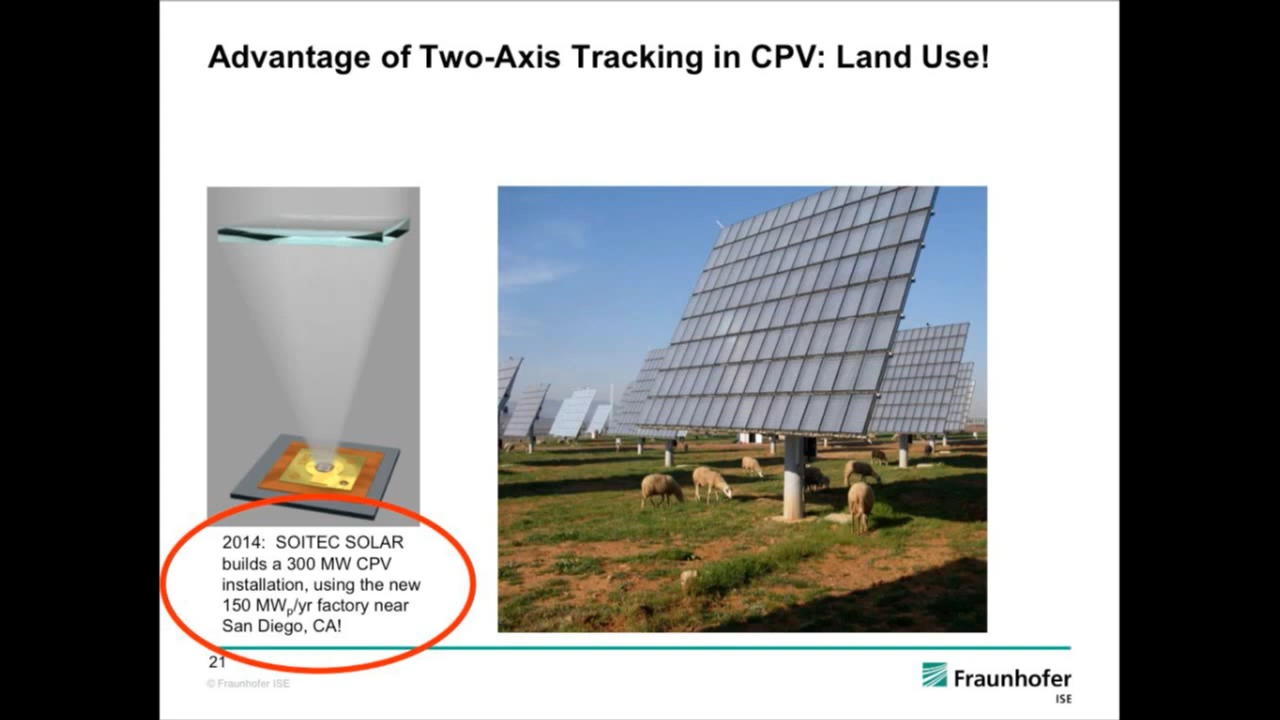 Advantage of Two-Axis Tracking in CPV: Land Use!
2014: SOITEC SOLAR
builds a 300 MW CPV
installation, using the new
150 MWp/yr factory near
San Diego, CA!
21
© Fraunhofer ISE
Fraunhofer
ISE